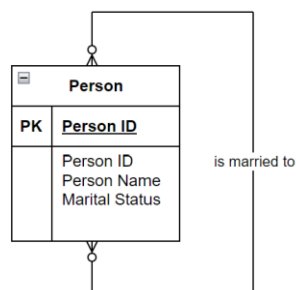 Person
PK Person ID
Person ID
Person Name
Marital Status
is married to